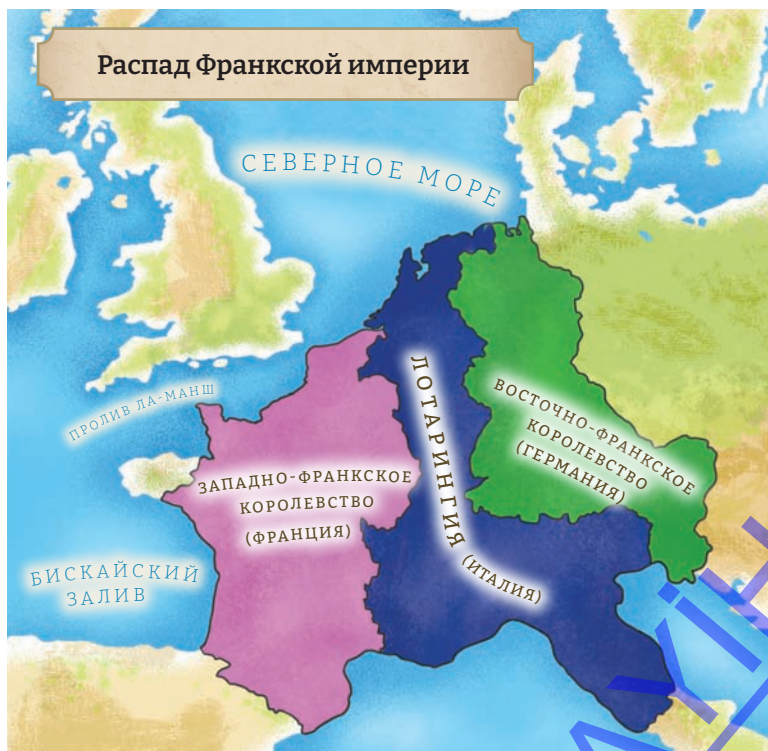 Распад Франкской империи
СЕВЕРНОЕ МОРЕ
ПРОЛИВ ЛА-МАНШ
ЛОТАРИНГИЯ
(ИТАЛИЯ)
ВОСТОЧНО-ФРАНКСКОЕ
КОРОЛЕВСТВО
(ГЕРМАНИЯ)
ЗАПАДНО-ФРАНКСКОЕ
КОРОЛЕВСТВО
(ФРАНЦИЯ)
БИСКАЙСКИЙ
ЗАЛИВ